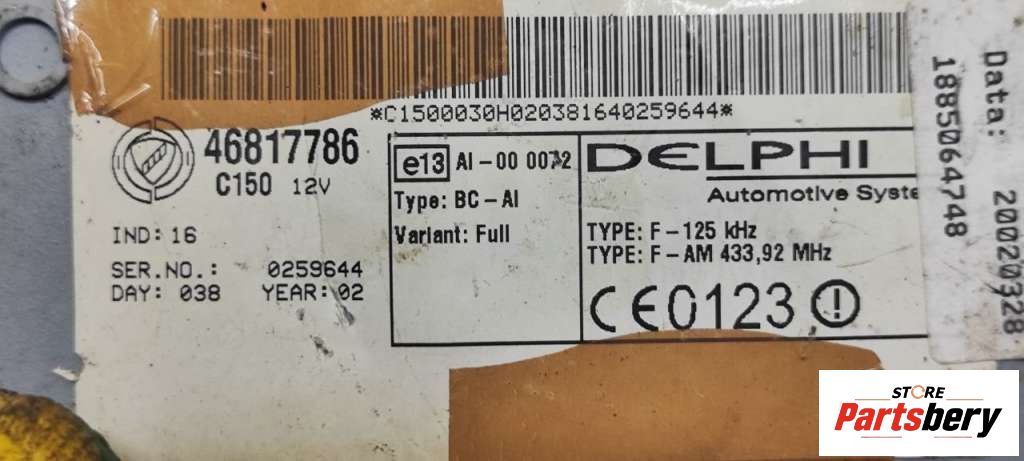 *C1500030H020381640259644*
46817786
C150 12V
IND: 16
SER.NO.: 0259644
DAY: 038 YEAR: 02
e13 AI-00 0072
Type: BC-AI
Variant: Full
DELPHI
Automotive Syste
TYPE: F-125 kHz
TYPE: F-AM 433,92 MHz
CE0123
Data: 20020328
18850647748
STORE
Partsbery